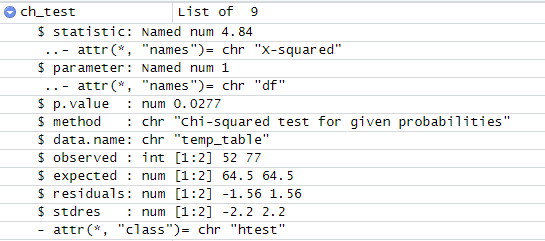 ch_test List of 9
$ statistic: Named num 4.84
..- attr(*, "names")= chr "X-squared"
$ parameter: Named num 1
..- attr(*, "names")= chr "df"
$ p.value : num 0.0277
$ method : chr "Chi-squared test for given probabilities"
$ data.name: chr "temp_table"
$ observed : int [1:2] 52 77
$ expected : num [1:2] 64.5 64.5
$ residuals: num [1:2] -1.56 1.56
$ stdres : num [1:2] -2.2 2.2
- attr(*, "class")= chr "htest"